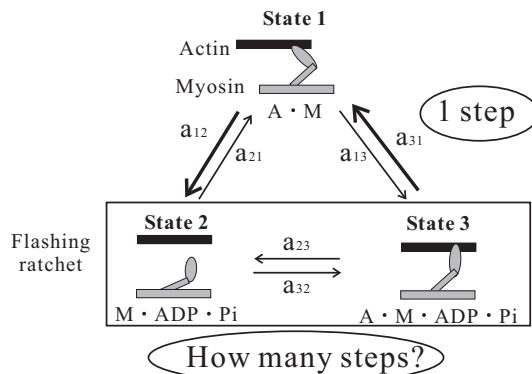 State 1
Actin
Myosin
A・M
1 step
a12
a21
a13
a31
Flashing
ratchet
State 2
State 3
a23
a32
M・ADP・Pi
A・M・ADP・Pi
How many steps?